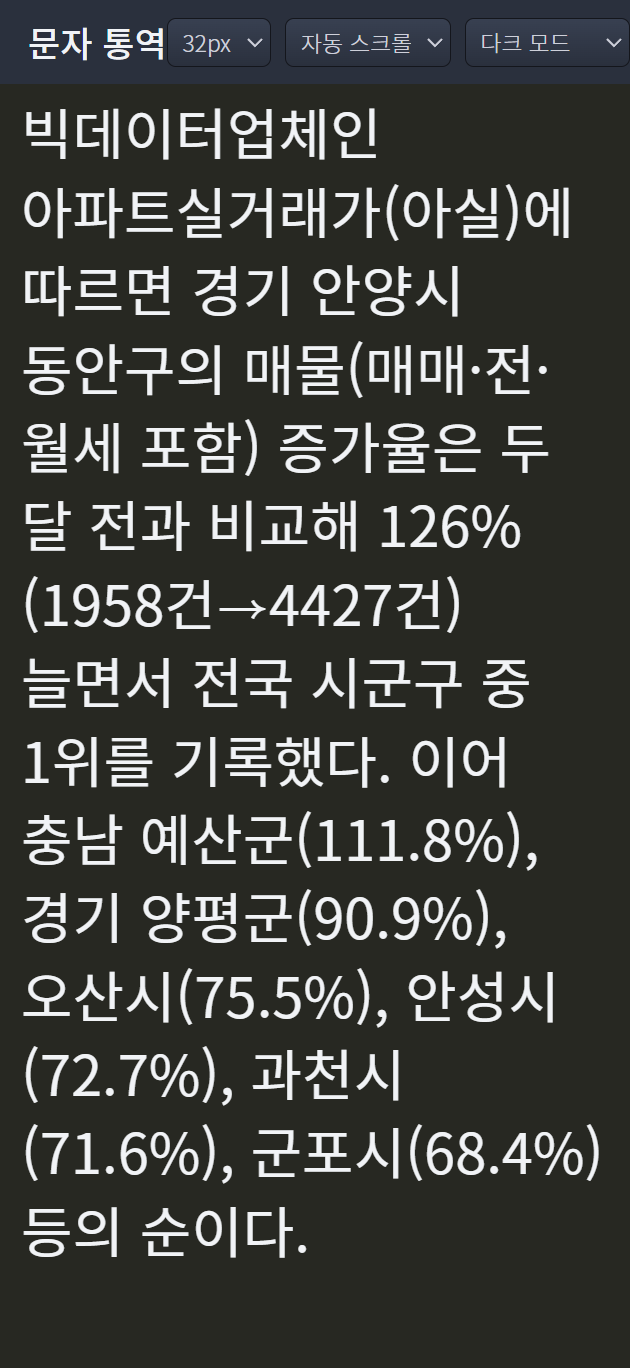 문자 통역 32px 자동 스크롤 다크 모드
빅데이터업체인
아파트실거래가(아실)에
따르면 경기 안양시
동안구의 매물(매매·전·
월세 포함) 증가율은 두
달 전과 비교해 126%
(1958건→4427건)
늘면서 전국 시군구 중
1위를 기록했다. 이어
충남 예산군(111.8%),
경기 양평군(90.9%),
오산시(75.5%), 안성시
(72.7%), 과천시
(71.6%), 군포시(68.4%)
등의 순이다.